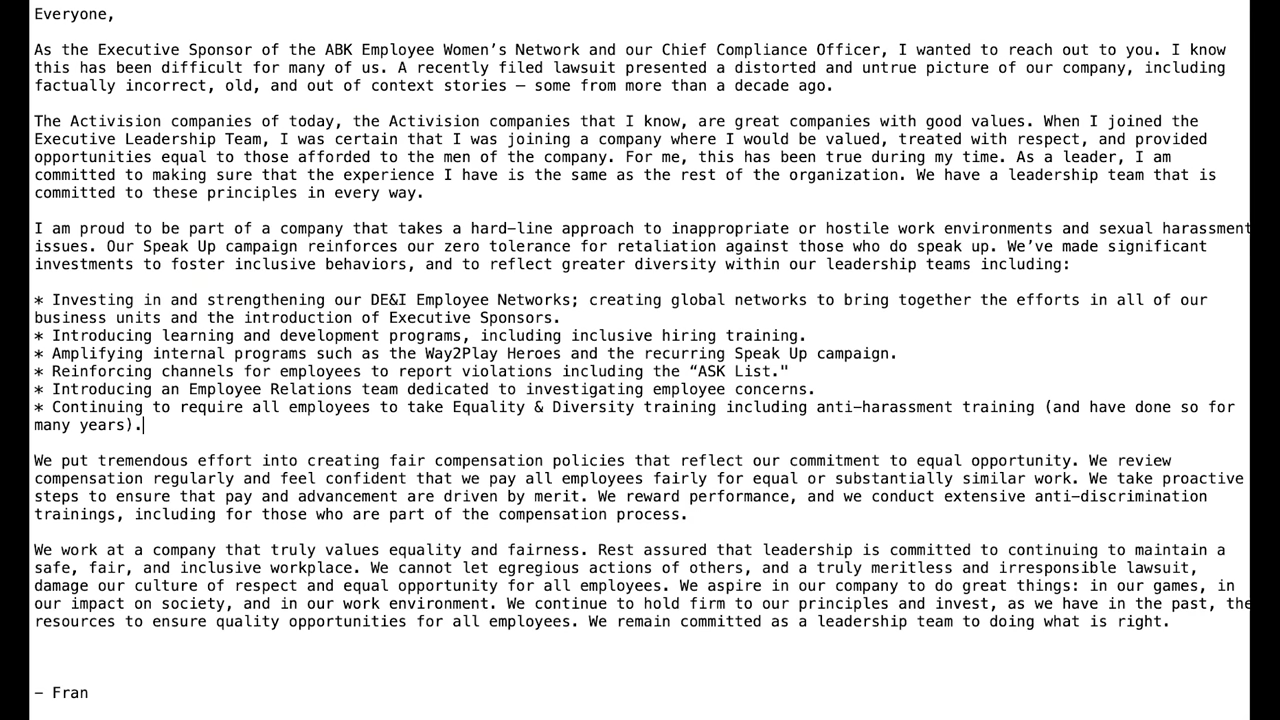 Everyone,
As the Executive Sponsor of the ABK Employee Women’s Network and our Chief Compliance Officer, I wanted to reach out to you. I know
this has been difficult for many of us. A recently filed lawsuit presented a distorted and untrue picture of our company, including
factually incorrect, old, and out of context stories – some from more than a decade ago.
The Activision companies of today, the Activision companies that I know, are great companies with good values. When I joined the
Executive Leadership Team, I was certain that I was joining a company where I would be valued, treated with respect, and provided
opportunities equal to those afforded to the men of the company. For me, this has been true during my time. As a leader, I am
committed to making sure that the experience I have is the same as the rest of the organization. We have a leadership team that is
committed to these principles in every way.
I am proud to be part of a company that takes a hard-line approach to inappropriate or hostile work environments and sexual harassment
issues. Our Speak Up campaign reinforces our zero tolerance for retaliation against those who do speak up. We’ve made significant
investments to foster inclusive behaviors, and to reflect greater diversity within our leadership teams including:
* Investing in and strengthening our DE&I Employee Networks; creating global networks to bring together the efforts in all of our
business units and the introduction of Executive Sponsors.
* Introducing learning and development programs, including inclusive hiring training.
* Amplifying internal programs such as the Way2Play Heroes and the recurring Speak Up campaign.
* Reinforcing channels for employees to report violations including the “ASK List."
* Introducing an Employee Relations team dedicated to investigating employee concerns.
* Continuing to require all employees to take Equality & Diversity training including anti-harassment training (and have done so for
many years).
We put tremendous effort into creating fair compensation policies that reflect our commitment to equal opportunity. We review
compensation regularly and feel confident that we pay all employees fairly for equal or substantially similar work. We take proactive
steps to ensure that pay and advancement are driven by merit. We reward performance, and we conduct extensive anti-discrimination
trainings, including for those who are part of the compensation process.
We work at a company that truly values equality and fairness. Rest assured that leadership is committed to continuing to maintain a
safe, fair, and inclusive workplace. We cannot let egregious actions of others, and a truly meritless and irresponsible lawsuit,
damage our culture of respect and equal opportunity for all employees. We aspire in our company to do great things: in our games, in
our impact on society, and in our work environment. We continue to hold firm to our principles and invest, as we have in the past, the
resources to ensure quality opportunities for all employees. We remain committed as a leadership team to doing what is right.
– Fran